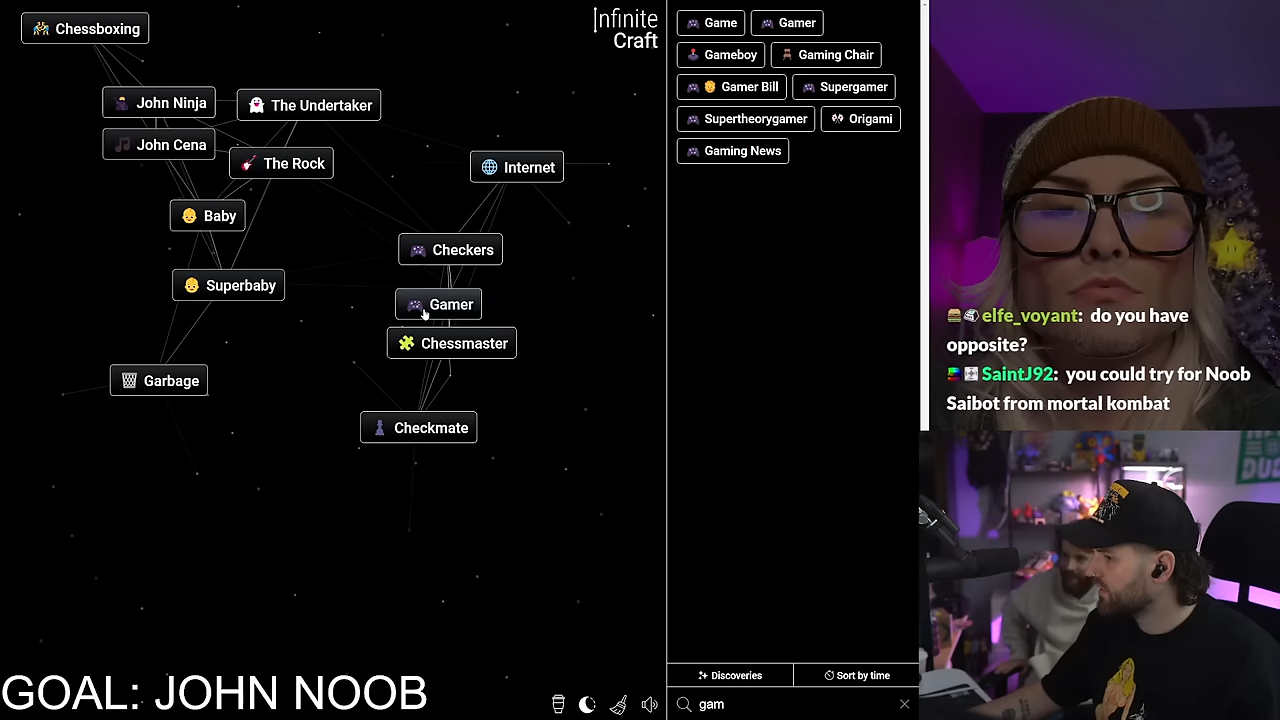 Chessboxing
John Ninja
The Undertaker
John Cena
The Rock
Internet
Baby
Checkers
Superbaby
Gamer
Chessmaster
Garbage
Checkmate
Infinite
Craft
Game
Gamer
Gameboy
Gaming Chair
Gamer Bill
Supergamer
Supertheorygamer
Origami
Gaming News
Discoveries
Sort by time
gam
GOAL: JOHN NOOB
elfe_voyant: do you have
opposite?
SaintJ92: you could try for Noob
Saibot from mortal kombat